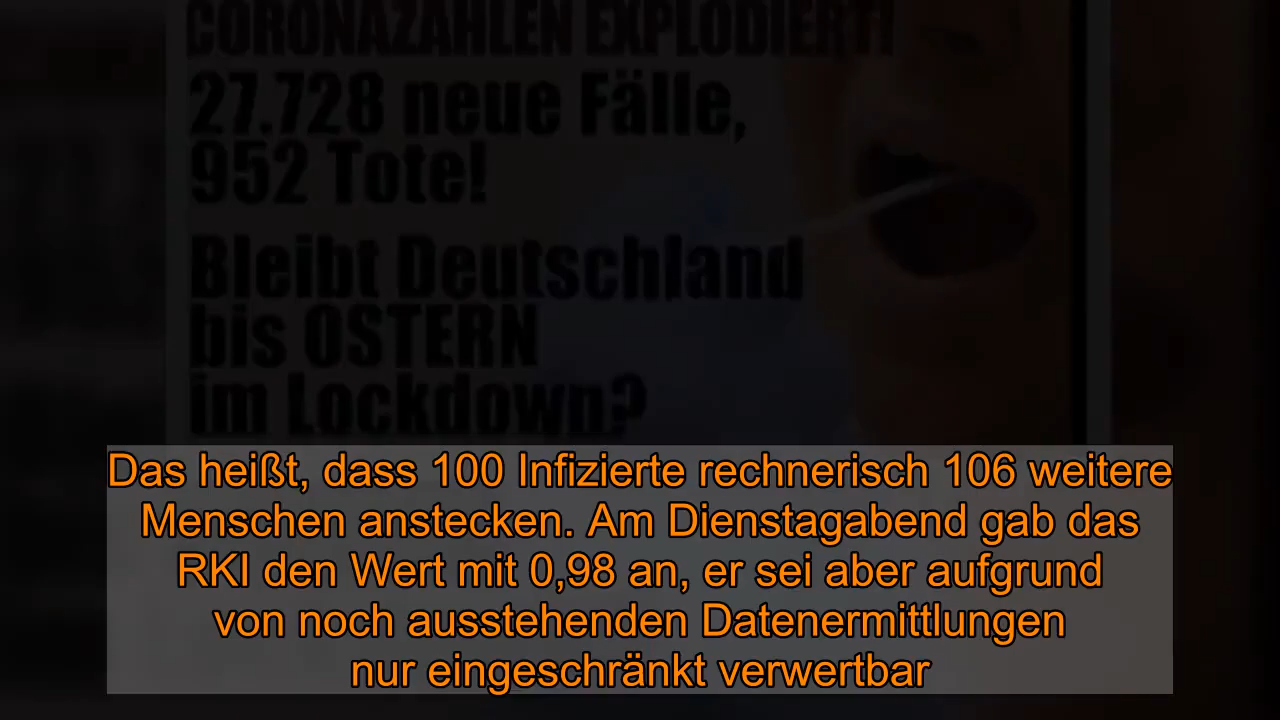 CORONAZAHLEN EXPLODIERT!
27.728 neue Fälle,
952 Tote!
Bleibt Deutschland
bis OSTERN
im Lockdown?
Das heißt, dass 100 Infizierte rechnerisch 106 weitere
Menschen anstecken. Am Dienstagabend gab das
RKI den Wert mit 0,98 an, er sei aber aufgrund
von noch ausstehenden Datenermittlungen
nur eingeschränkt verwertbar